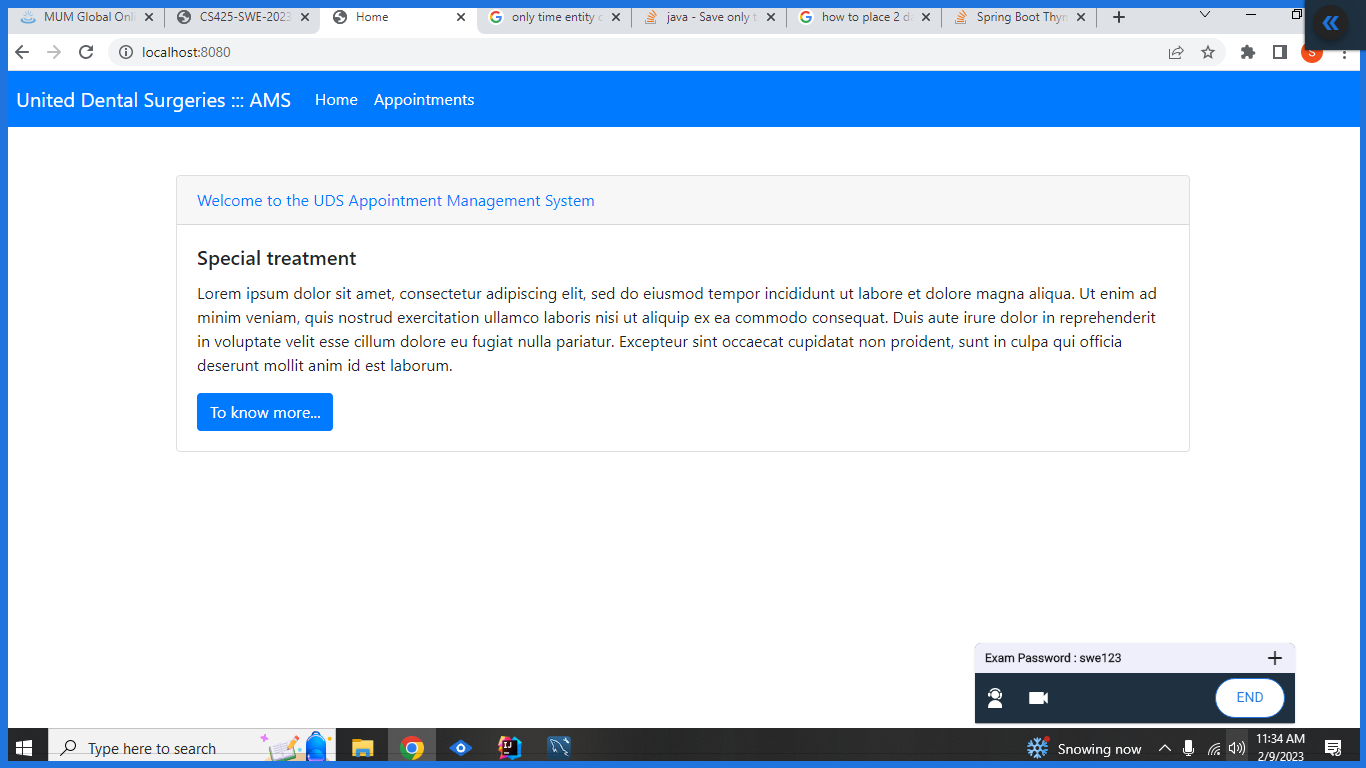 MUM Global Onli
CS425-SWE-2023
Home
only time entity c
java - Save only t
how to place 2 da
Spring Boot Thym
localhost:8080
S
United Dental Surgeries ::: AMS
Home
Appointments
Welcome to the UDS Appointment Management System
Special treatment
Lorem ipsum dolor sit amet, consectetur adipiscing elit, sed do eiusmod tempor incididunt ut labore et dolore magna aliqua. Ut enim ad
minim veniam, quis nostrud exercitation ullamco laboris nisi ut aliquip ex ea commodo consequat. Duis aute irure dolor in reprehenderit
in voluptate velit esse cillum dolore eu fugiat nulla pariatur. Excepteur sint occaecat cupidatat non proident, sunt in culpa qui officia
deserunt mollit anim id est laborum.
To know more...
Exam Password : swe123
END
Type here to search
Snowing now
11:34 AM
2/9/2023